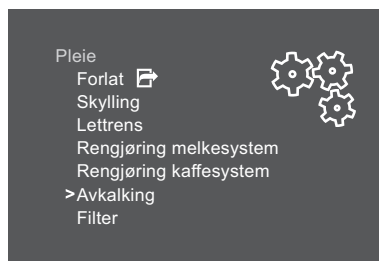 Pleie
Forlat
Skylling
Lettrens
Rengjøring melkesystem
Rengjøring kaffesystem
>Avkalking
Filter